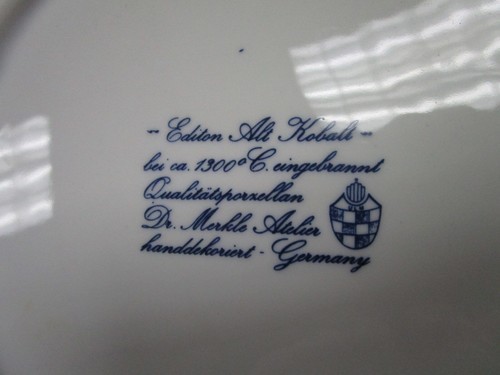 ~ Editon Alt Kobalt ~
bei ca. 1300°C. eingebrannt
Qualitätsporzellan
Dr. Merkle Atelier
handdekoriert - Germany